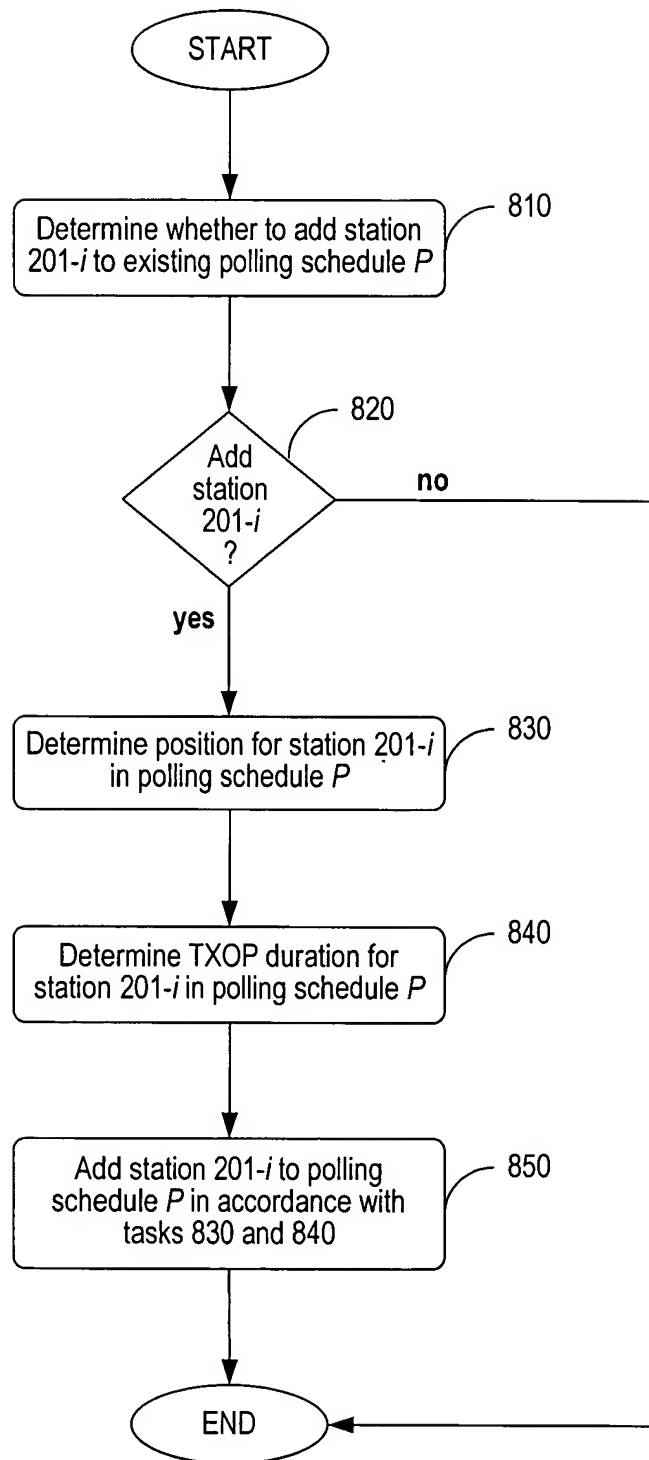 START
Determine whether to add station
201-i to existing polling schedule P
810
820
Add
station
201-i
?
no
yes
Determine position for station 201-i
in polling schedule P
830
Determine TXOP duration for
station 201-i in polling schedule P
840
Add station 201-i to polling
schedule P in accordance with
tasks 830 and 840
850
END